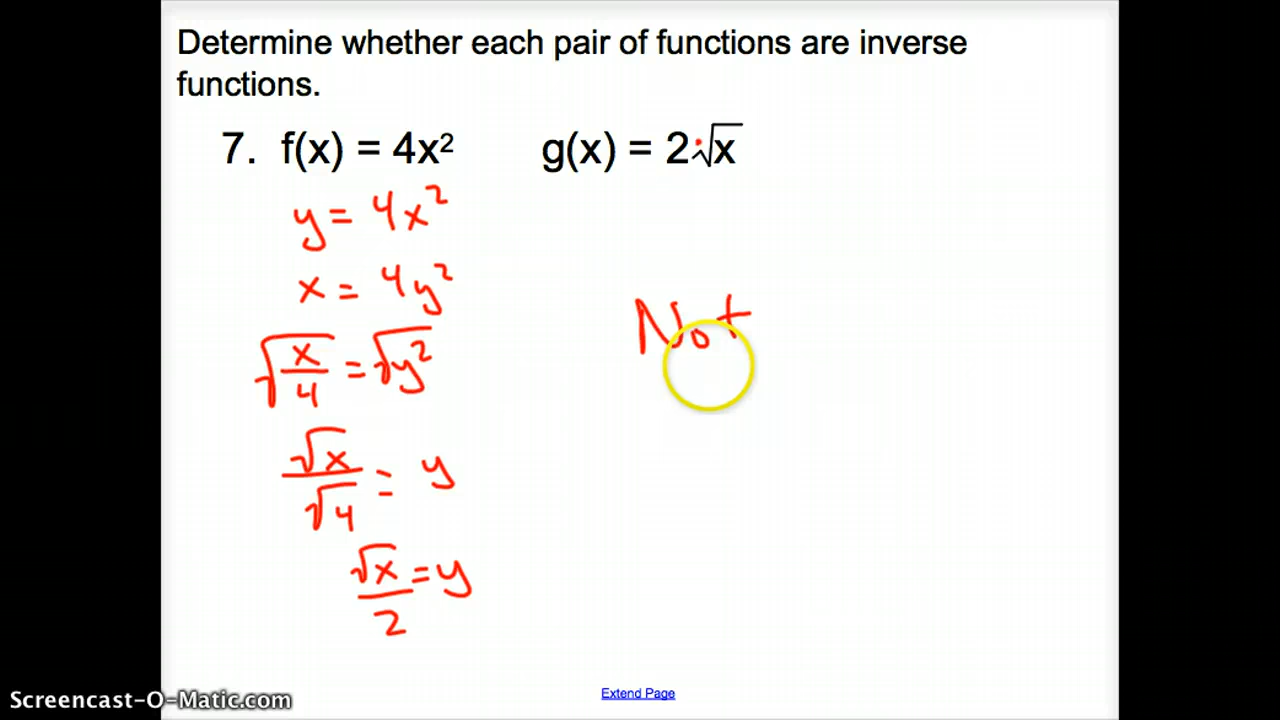 Determine whether each pair of functions are inverse
functions.
7. f(x) = 4x² g(x) = 2√x
y = 4x²
x = 4y²
√(x/4) = √y²
√x/√4 = y
√x/2 = y
Not
Extend Page
Screencast-O-Matic.com